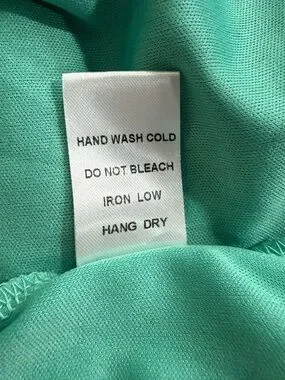 HAND WASH COLD
DO NOT BLEACH
IRON LOW
HANG DRY